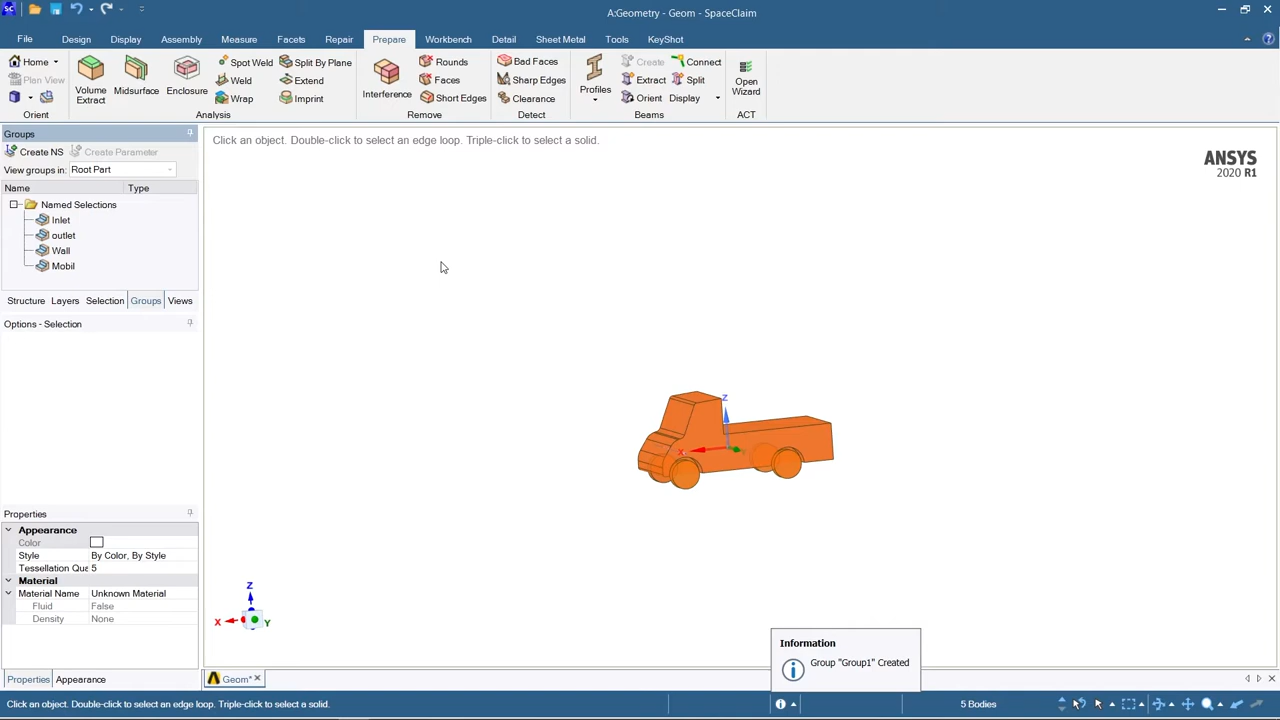 SC
A:Geometry - Geom - SpaceClaim
File Design Display Assembly Measure Facets Repair Prepare Workbench Detail Sheet Metal Tools KeyShot
Home
Plan View
Orient
Volume Extract
Midsurface
Enclosure
Spot Weld
Weld
Wrap
Split By Plane
Extend
Imprint
Analysis
Interference
Rounds
Faces
Short Edges
Remove
Bad Faces
Sharp Edges
Clearance
Detect
Profiles
Create
Extract
Orient
Connect
Split
Display
Beams
Open Wizard
ACT
Groups
Create NS Create Parameter
View groups in: Root Part
Name Type
Named Selections
Inlet
outlet
Wall
Mobil
Structure Layers Selection Groups Views
Options - Selection
Properties
Appearance
Color
Style By Color, By Style
Tessellation Qua 5
Material
Material Name Unknown Material
Fluid False
Density None
Properties Appearance
Click an object. Double-click to select an edge loop. Triple-click to select a solid.
ANSYS
2020 R1
Z
X
Z
X
Y
Information
Group "Group1" Created
Geom*
Click an object. Double-click to select an edge loop. Triple-click to select a solid.
5 Bodies